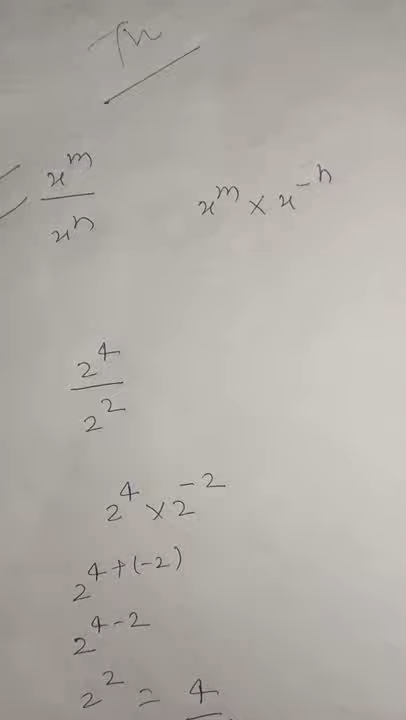 x^m / x^n    x^m × x^-n
2^4 / 2^2
2^4 × 2^-2
2^4+(-2)
2^4-2
2^2 = 4